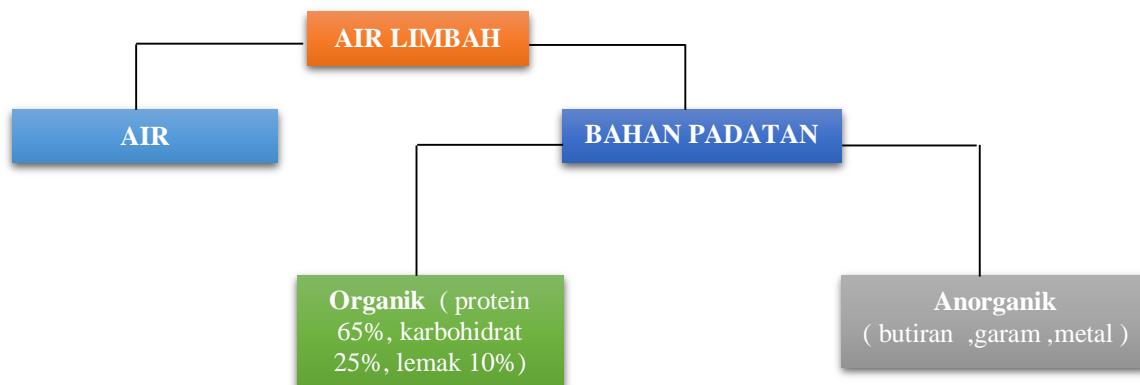 AIR LIMBAH
AIR
BAHAN PADATAN
Organik ( protein
65%, karbohidrat
25%, lemak 10%)
Anorganik
( butiran ,garam ,metal )